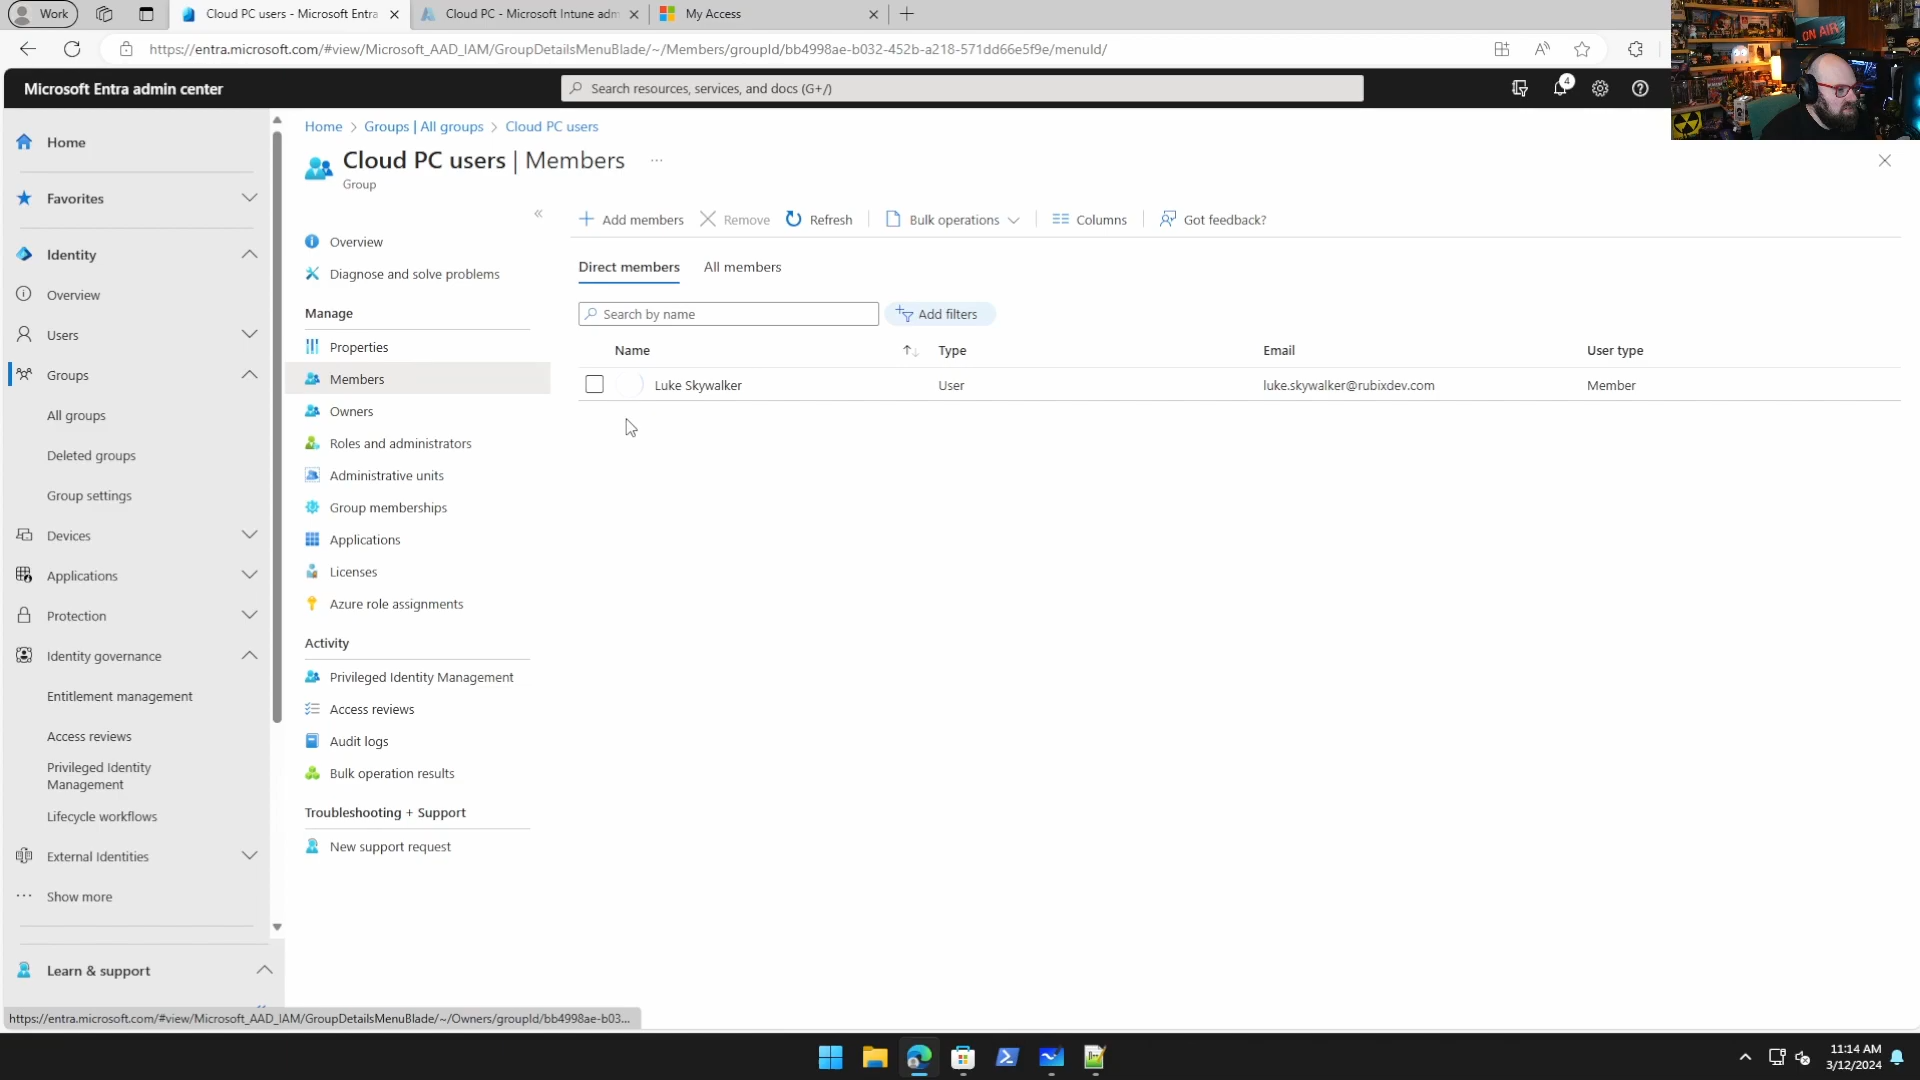 Work
Cloud PC users - Microsoft Entra
Cloud PC - Microsoft Intune adm
My Access
https://entra.microsoft.com/#view/Microsoft_AAD_IAM/GroupDetailsMenuBlade/~/Members/groupId/bb4998ae-b032-452b-a218-571dd66e5f9e/menuId/
ON AIR
Microsoft Entra admin center
Search resources, services, and docs (G+/)
4
Home
Favorites
Identity
Overview
Users
Groups
All groups
Deleted groups
Group settings
Devices
Applications
Protection
Identity governance
Entitlement management
Access reviews
Privileged Identity
Management
Lifecycle workflows
External Identities
Show more
Learn & support
Home > Groups | All groups > Cloud PC users
Cloud PC users | Members ...
Group
Overview
Diagnose and solve problems
Manage
Properties
Members
Owners
Roles and administrators
Administrative units
Group memberships
Applications
Licenses
Azure role assignments
Activity
Privileged Identity Management
Access reviews
Audit logs
Bulk operation results
Troubleshooting + Support
New support request
Add members Remove Refresh Bulk operations Columns Got feedback?
Direct members All members
Search by name Add filters
Name Type Email User type
Luke Skywalker User luke.skywalker@rubixdev.com Member
https://entra.microsoft.com/#view/Microsoft_AAD_IAM/GroupDetailsMenuBlade/~/Owners/groupId/bb4998ae-b03...
11:14 AM
3/12/2024